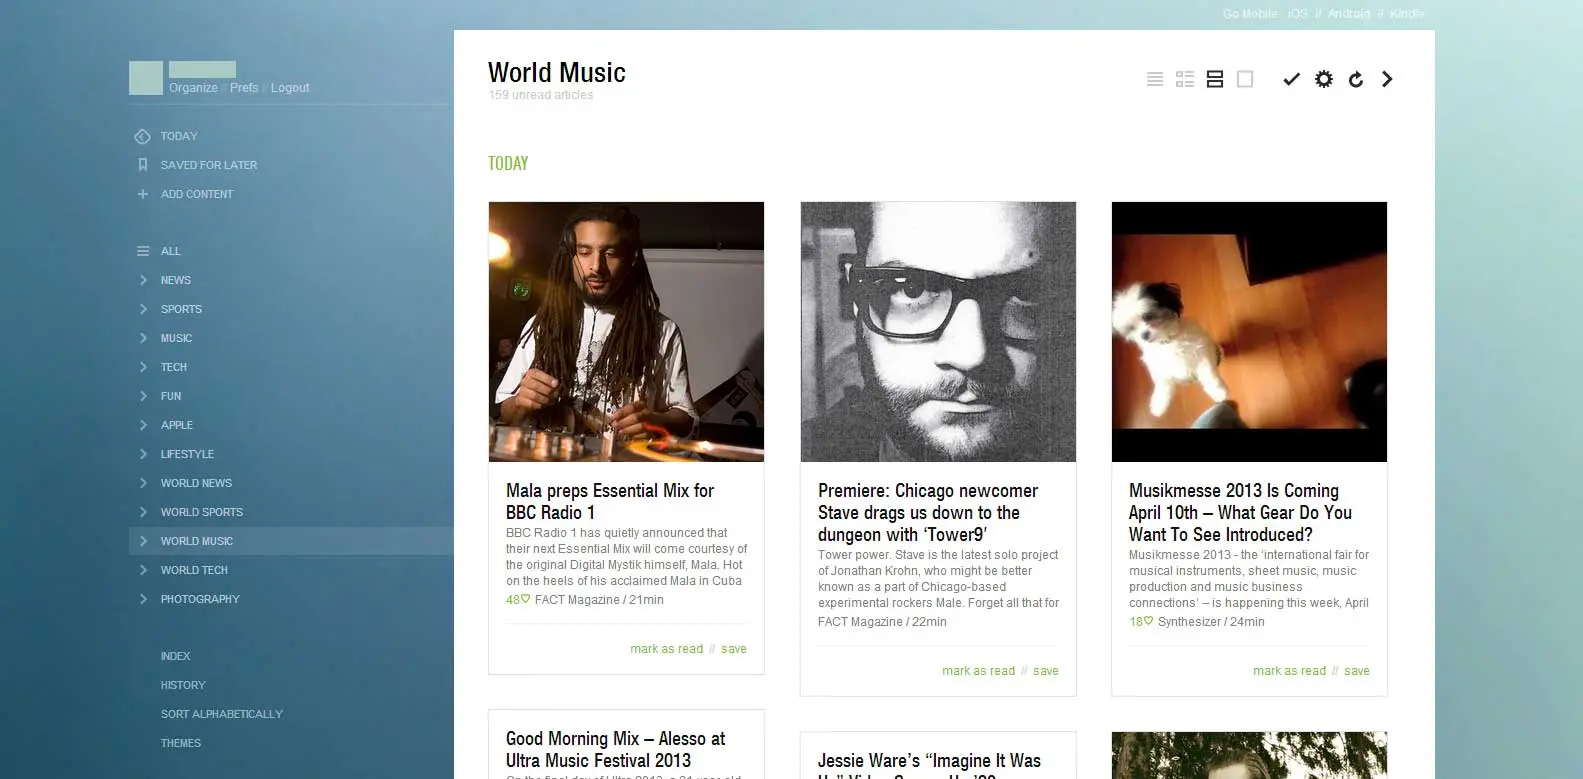 Go Mobile iOS // Android // Kindle
Organize // Prefs // Logout
TODAY
SAVED FOR LATER
ADD CONTENT
ALL
NEWS
SPORTS
MUSIC
TECH
FUN
APPLE
LIFESTYLE
WORLD NEWS
WORLD SPORTS
WORLD MUSIC
WORLD TECH
PHOTOGRAPHY
INDEX
HISTORY
SORT ALPHABETICALLY
THEMES
World Music
159 unread articles
TODAY
Mala preps Essential Mix for
BBC Radio 1
BBC Radio 1 has quietly announced that
their next Essential Mix will come courtesy of
the original Digital Mystik himself, Mala. Hot
on the heels of his acclaimed Mala in Cuba
48 FACT Magazine / 21min
mark as read // save
Premiere: Chicago newcomer
Stave drags us down to the
dungeon with ‘Tower9’
Tower power. Stave is the latest solo project
of Jonathan Krohn, who might be better
known as a part of Chicago-based
experimental rockers Male. Forget all that for
FACT Magazine / 22min
mark as read // save
Musikmesse 2013 Is Coming
April 10th – What Gear Do You
Want To See Introduced?
Musikmesse 2013 - the ‘international fair for
musical instruments, sheet music, music
production and music business
connections’ – is happening this week, April
18 Synthesizer / 24min
mark as read // save
Good Morning Mix – Alesso at
Ultra Music Festival 2013
Jessie Ware’s “Imagine It Was